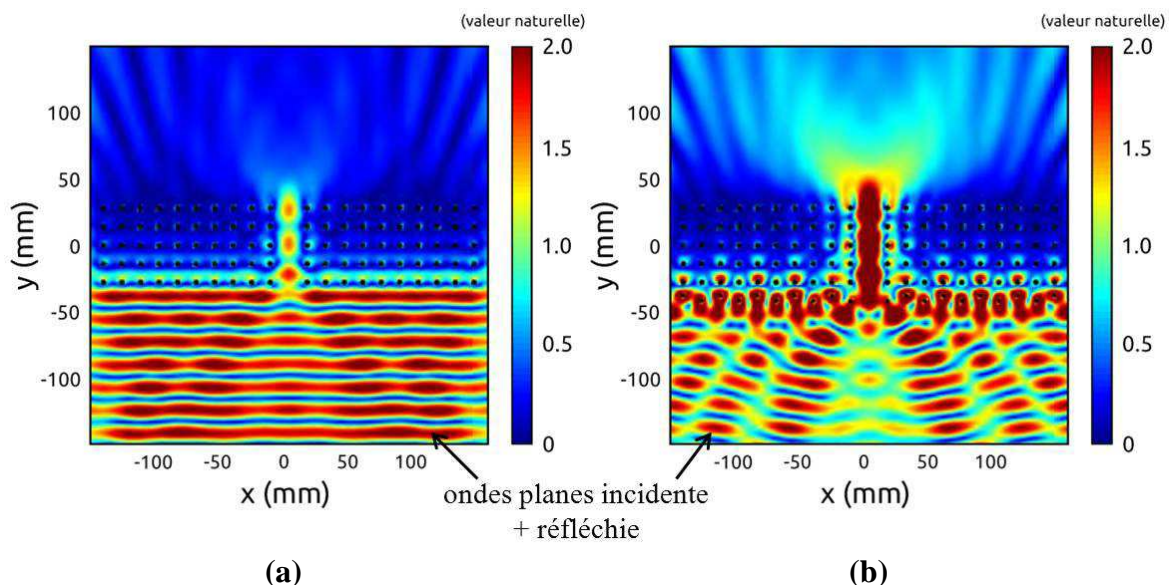 (valeur naturelle)
(valeur naturelle)
2.0
1.5
1.0
0.5
0
100
50
0
-50
-100
y (mm)
-100 -50 0 50 100
x (mm)
2.0
1.5
1.0
0.5
0
100
50
0
-50
-100
y (mm)
-100 -50 0 50 100
x (mm)
ondes planes incidente
+ réfléchie
(a)
(b)